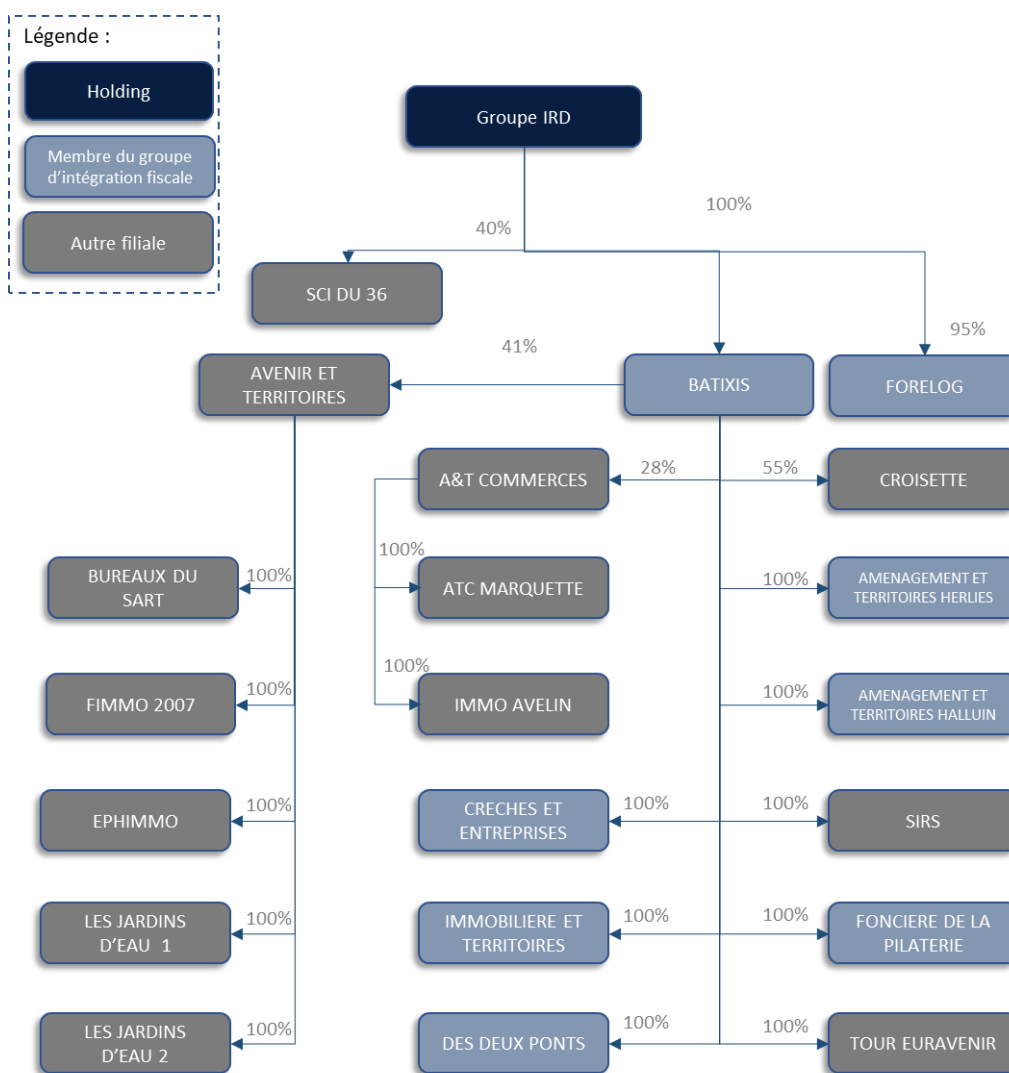 Légende :
Holding
Membre du groupe
d'intégration fiscale
Autre filiale
Groupe IRD
100%
40%
SCI DU 36
95%
41%
AVENIR ET
TERRITOIRES
BATIXIS
FORELOG
A&T COMMERCES
28%
55%
CROISETTE
100%
BUREAUX DU
SART
100%
ATC MARQUETTE
100%
AMENAGEMENT ET
TERRITOIRES HERLIES
100%
FIMMO 2007
100%
IMMO AVELIN
100%
AMENAGEMENT ET
TERRITOIRES HALLUIN
EPHIMMO
100%
CRECHES ET
ENTREPRISES
100%
100%
SIRS
LES JARDINS
D'EAU 1
100%
IMMOBILIERE ET
TERRITOIRES
100%
100%
FONCIERE DE LA
PILATERIE
LES JARDINS
D'EAU 2
100%
DES DEUX PONTS
100%
100%
TOUR EURAVENIR